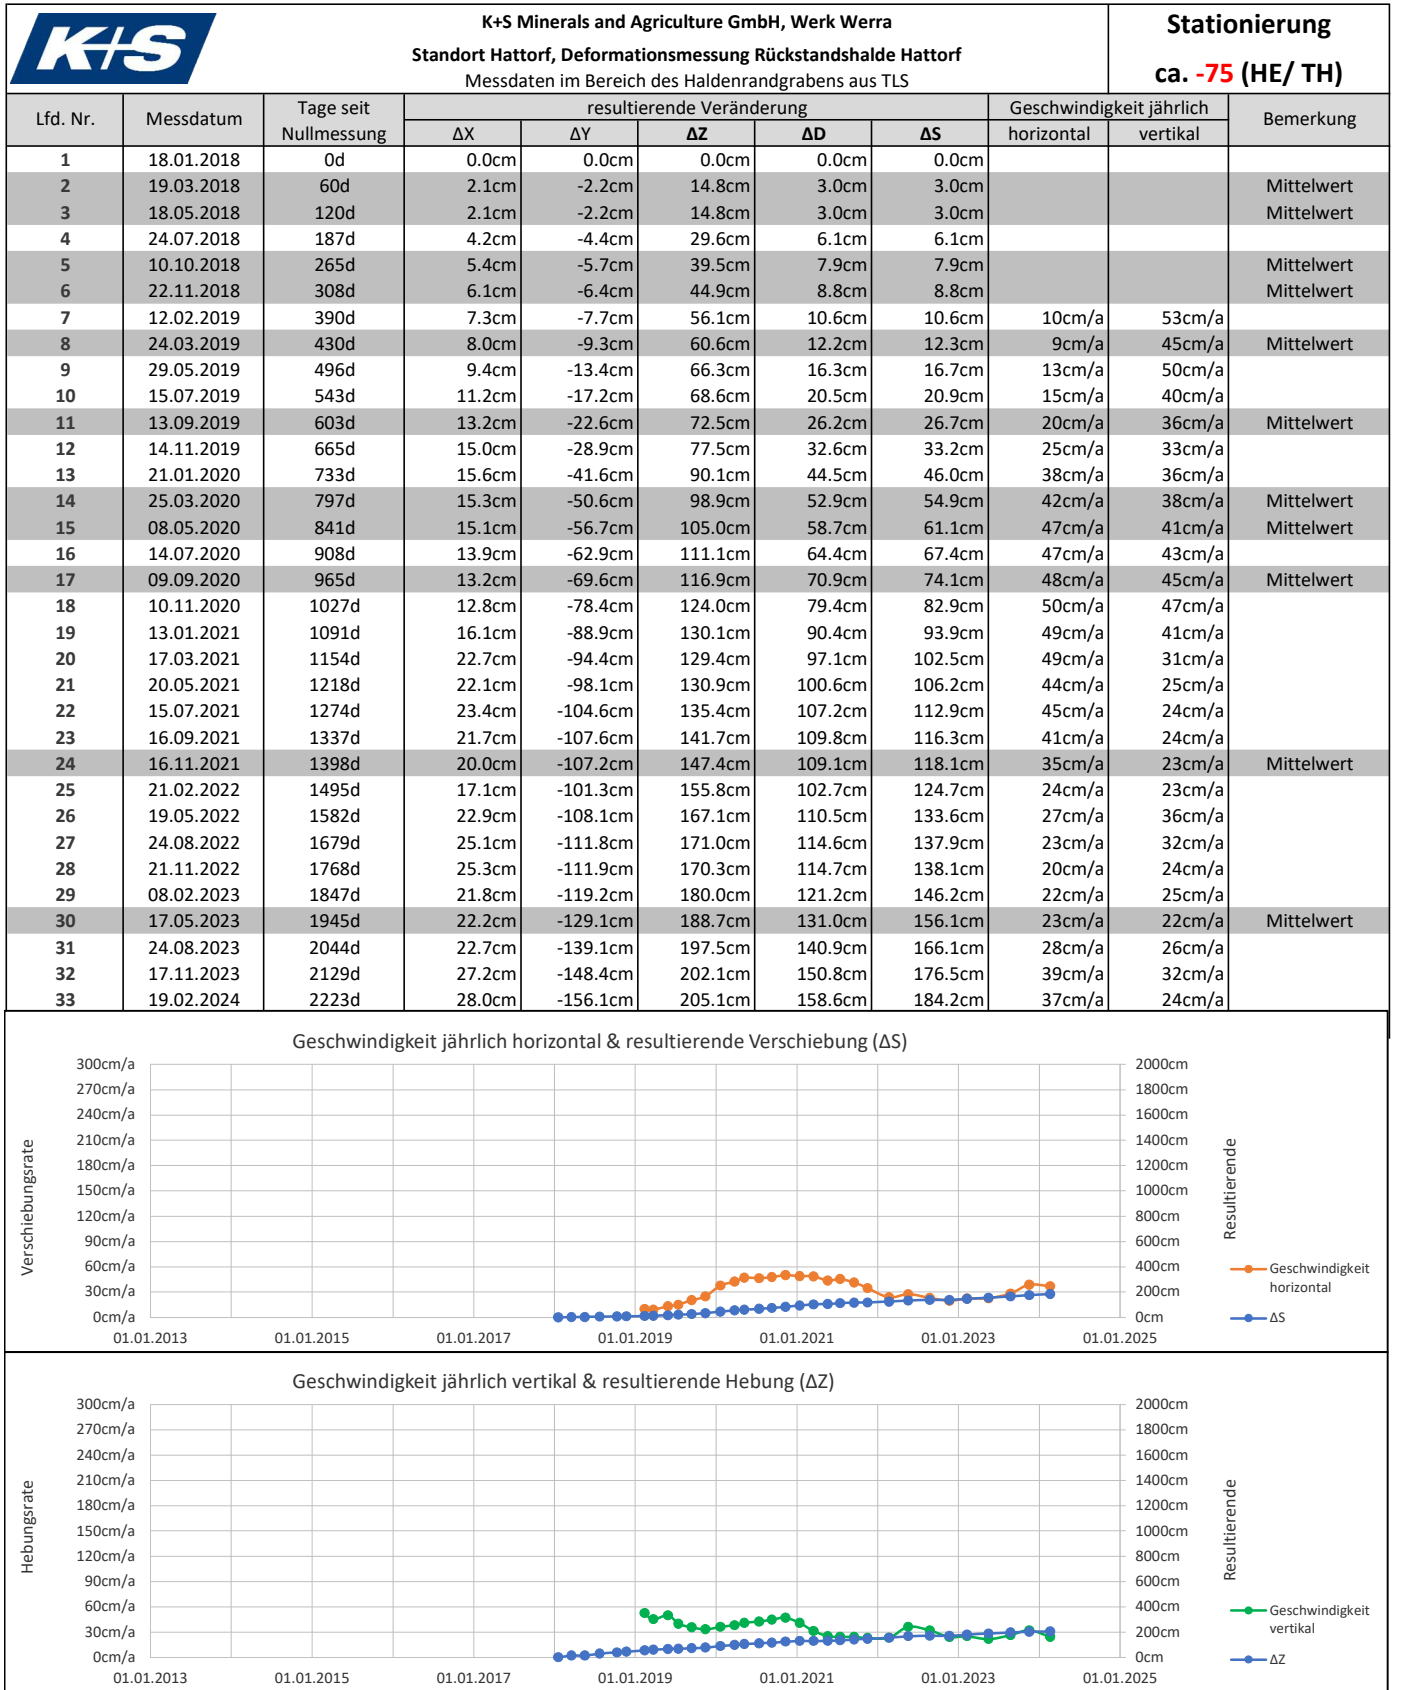 K+S
K+S Minerals and Agriculture GmbH, Werk Werra
Standort Hattorf, Deformationsmessung Rückstandshalde Hattorf
Messdaten im Bereich des Haldenrandgrabens aus TLS
Stationierung
ca. -75 (HE/ TH)
Lfd. Nr. Messdatum Tage seit Nullmessung resultierende Veränderung Geschwindigkeit jährlich Bemerkung
ΔX ΔY ΔZ ΔD ΔS horizontal vertikal
1 18.01.2018 0d 0.0cm 0.0cm 0.0cm 0.0cm 0.0cm
2 19.03.2018 60d 2.1cm -2.2cm 14.8cm 3.0cm 3.0cm Mittelwert
3 18.05.2018 120d 2.1cm -2.2cm 14.8cm 3.0cm 3.0cm Mittelwert
4 24.07.2018 187d 4.2cm -4.4cm 29.6cm 6.1cm 6.1cm
5 10.10.2018 265d 5.4cm -5.7cm 39.5cm 7.9cm 7.9cm Mittelwert
6 22.11.2018 308d 6.1cm -6.4cm 44.9cm 8.8cm 8.8cm Mittelwert
7 12.02.2019 390d 7.3cm -7.7cm 56.1cm 10.6cm 10.6cm 10cm/a 53cm/a
8 24.03.2019 430d 8.0cm -9.3cm 60.6cm 12.2cm 12.3cm 9cm/a 45cm/a Mittelwert
9 29.05.2019 496d 9.4cm -13.4cm 66.3cm 16.3cm 16.7cm 13cm/a 50cm/a
10 15.07.2019 543d 11.2cm -17.2cm 68.6cm 20.5cm 20.9cm 15cm/a 40cm/a
11 13.09.2019 603d 13.2cm -22.6cm 72.5cm 26.2cm 26.7cm 20cm/a 36cm/a Mittelwert
12 14.11.2019 665d 15.0cm -28.9cm 77.5cm 32.6cm 33.2cm 25cm/a 33cm/a
13 21.01.2020 733d 15.6cm -41.6cm 90.1cm 44.5cm 46.0cm 38cm/a 36cm/a
14 25.03.2020 797d 15.3cm -50.6cm 98.9cm 52.9cm 54.9cm 42cm/a 38cm/a Mittelwert
15 08.05.2020 841d 15.1cm -56.7cm 105.0cm 58.7cm 61.1cm 47cm/a 41cm/a Mittelwert
16 14.07.2020 908d 13.9cm -62.9cm 111.1cm 64.4cm 67.4cm 47cm/a 43cm/a
17 09.09.2020 965d 13.2cm -69.6cm 116.9cm 70.9cm 74.1cm 48cm/a 45cm/a Mittelwert
18 10.11.2020 1027d 12.8cm -78.4cm 124.0cm 79.4cm 82.9cm 50cm/a 47cm/a
19 13.01.2021 1091d 16.1cm -88.9cm 130.1cm 90.4cm 93.9cm 49cm/a 41cm/a
20 17.03.2021 1154d 22.7cm -94.4cm 129.4cm 97.1cm 102.5cm 49cm/a 31cm/a
21 20.05.2021 1218d 22.1cm -98.1cm 130.9cm 100.6cm 106.2cm 44cm/a 25cm/a
22 15.07.2021 1274d 23.4cm -104.6cm 135.4cm 107.2cm 112.9cm 45cm/a 24cm/a
23 16.09.2021 1337d 21.7cm -107.6cm 141.7cm 109.8cm 116.3cm 41cm/a 24cm/a
24 16.11.2021 1398d 20.0cm -107.2cm 147.4cm 109.1cm 118.1cm 35cm/a 23cm/a Mittelwert
25 21.02.2022 1495d 17.1cm -101.3cm 155.8cm 102.7cm 124.7cm 24cm/a 23cm/a
26 19.05.2022 1582d 22.9cm -108.1cm 167.1cm 110.5cm 133.6cm 27cm/a 36cm/a
27 24.08.2022 1679d 25.1cm -111.8cm 171.0cm 114.6cm 137.9cm 23cm/a 32cm/a
28 21.11.2022 1768d 25.3cm -111.9cm 170.3cm 114.7cm 138.1cm 20cm/a 24cm/a
29 08.02.2023 1847d 21.8cm -119.2cm 180.0cm 121.2cm 146.2cm 22cm/a 25cm/a
30 17.05.2023 1945d 22.2cm -129.1cm 188.7cm 131.0cm 156.1cm 23cm/a 22cm/a Mittelwert
31 24.08.2023 2044d 22.7cm -139.1cm 197.5cm 140.9cm 166.1cm 28cm/a 26cm/a
32 17.11.2023 2129d 27.2cm -148.4cm 202.1cm 150.8cm 176.5cm 39cm/a 32cm/a
33 19.02.2024 2223d 28.0cm -156.1cm 205.1cm 158.6cm 184.2cm 37cm/a 24cm/a
Geschwindigkeit jährlich horizontal & resultierende Verschiebung (ΔS)
300cm/a 2000cm
270cm/a 1800cm
240cm/a 1600cm
210cm/a 1400cm
180cm/a 1200cm
150cm/a 1000cm
120cm/a 800cm
90cm/a 600cm
60cm/a 400cm
30cm/a 200cm
0cm/a 0cm
Verschiebungsrate
Resultierende
Geschwindigkeit
horizontal
ΔS
01.01.2013 01.01.2015 01.01.2017 01.01.2019 01.01.2021 01.01.2023 01.01.2025
Geschwindigkeit jährlich vertikal & resultierende Hebung (ΔZ)
300cm/a 2000cm
270cm/a 1800cm
240cm/a 1600cm
210cm/a 1400cm
180cm/a 1200cm
150cm/a 1000cm
120cm/a 800cm
90cm/a 600cm
60cm/a 400cm
30cm/a 200cm
0cm/a 0cm
Hebungsrate
Resultierende
Geschwindigkeit
vertikal
ΔZ
01.01.2013 01.01.2015 01.01.2017 01.01.2019 01.01.2021 01.01.2023 01.01.2025